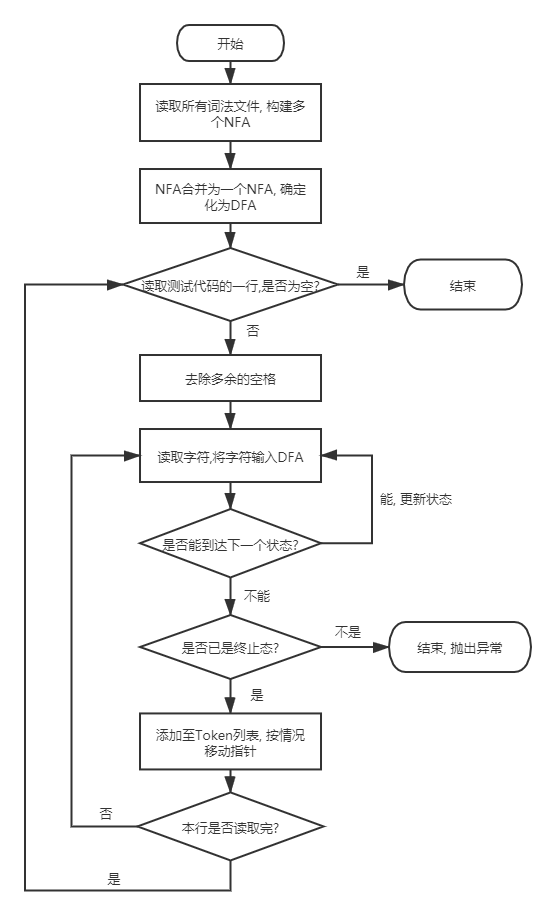 开始
读取所有词法文件, 构建多
个NFA
NFA合并为一个NFA, 确定
化为DFA
读取测试代码的一行,是否为空?
是
结束
否
去除多余的空格
读取字符,将字符输入DFA
能, 更新状态
是否能到达下一个状态?
不能
是否已是终止态?
不是
结束, 抛出异常
是
添加至Token列表, 按情况
移动指针
否
本行是否读取完?
是